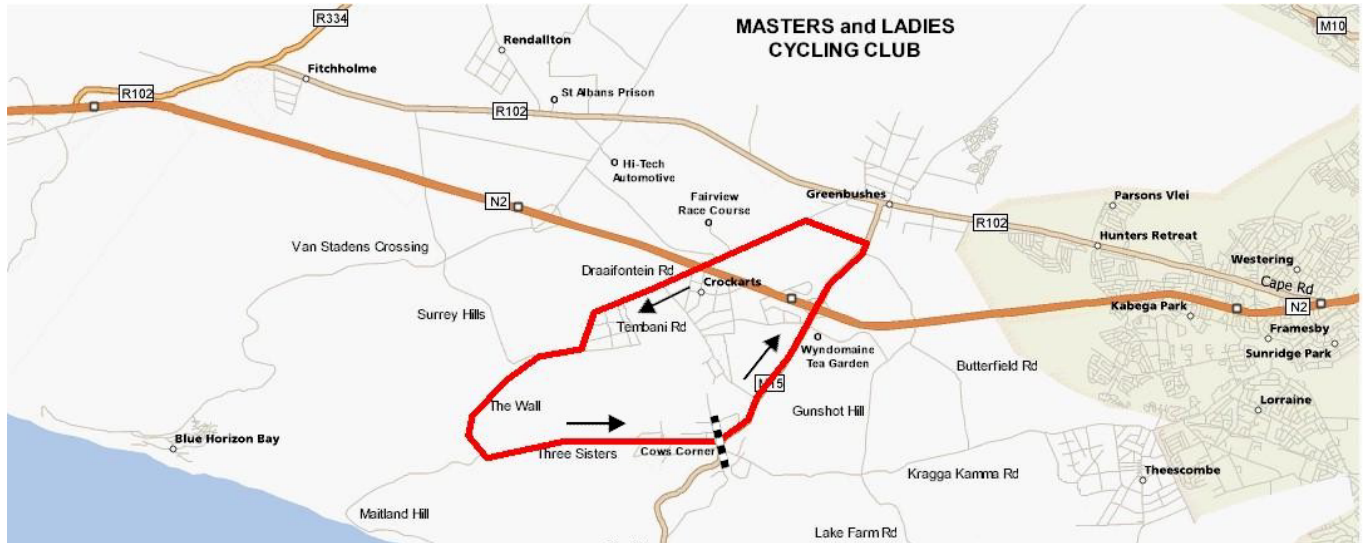 MASTERS and LADIES
CYCLING CLUB
R334
M10
Rendallton
Fitchholme
R102
St Albans Prison
R102
Hi-Tech
Automotive
Fairview
Race Course
Greenbushes
Parsons Vlei
N2
R102
Hunters Retreat
Van Stadens Crossing
Westering
Draaifontein Rd
Crockarts
Cape Rd
Kabega Park
N2
Surrey Hills
Tembani Rd
Framesby
Wyndomaine
Tea Garden
Sunridge Park
Butterfield Rd
M15
The Wall
Gunshot Hill
Lorraine
Blue Horizon Bay
Three Sisters
Cows Corner
Kragga Kamma Rd
Theescombe
Maitland Hill
Lake Farm Rd